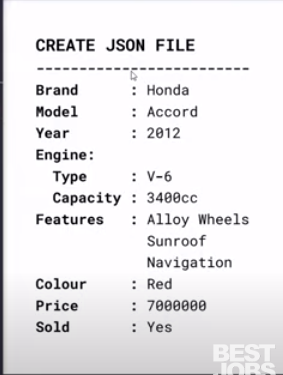 CREATE JSON FILE
-------------------------
Brand : Honda
Model : Accord
Year : 2012
Engine:
Type : V-6
Capacity : 3400cc
Features : Alloy Wheels
Sunroof
Navigation
Colour : Red
Price : 7000000
Sold : Yes
BEST
JOBS